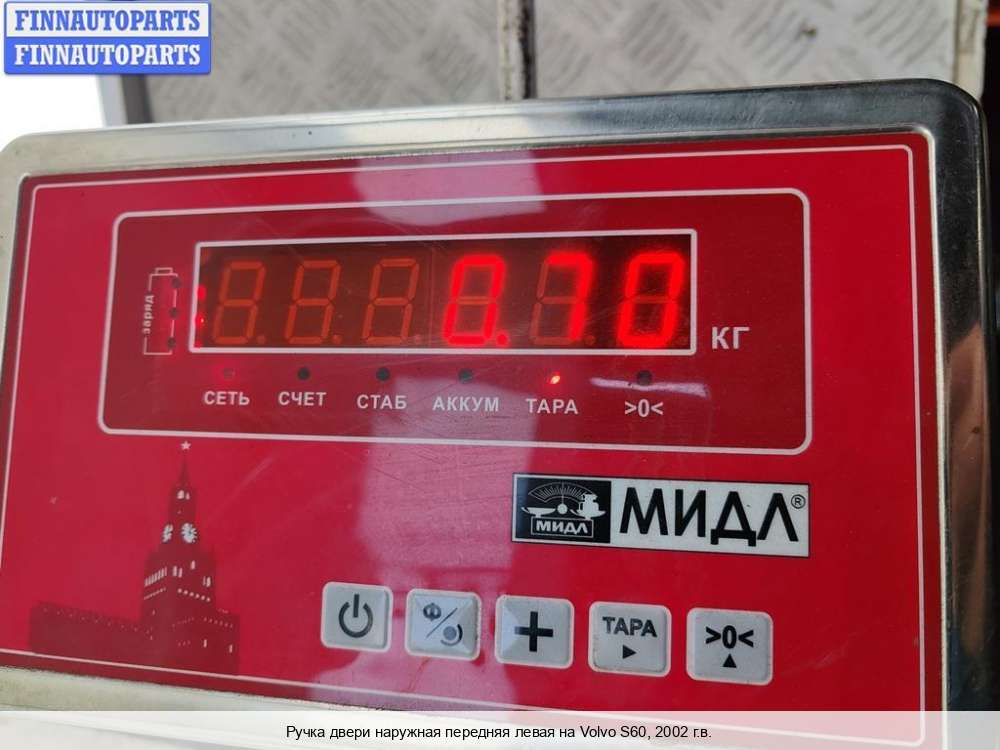 FINNAUTOPARTS
FINNAUTOPARTS
заряд
0.70
КГ
СЕТЬ СЧЕТ СТАБ АККУМ ТАРА >0<
МИДЛ
МИДЛ®
% + ТАРА >0<
Ручка двери наружная передняя левая на Volvo S60, 2002 г.в.